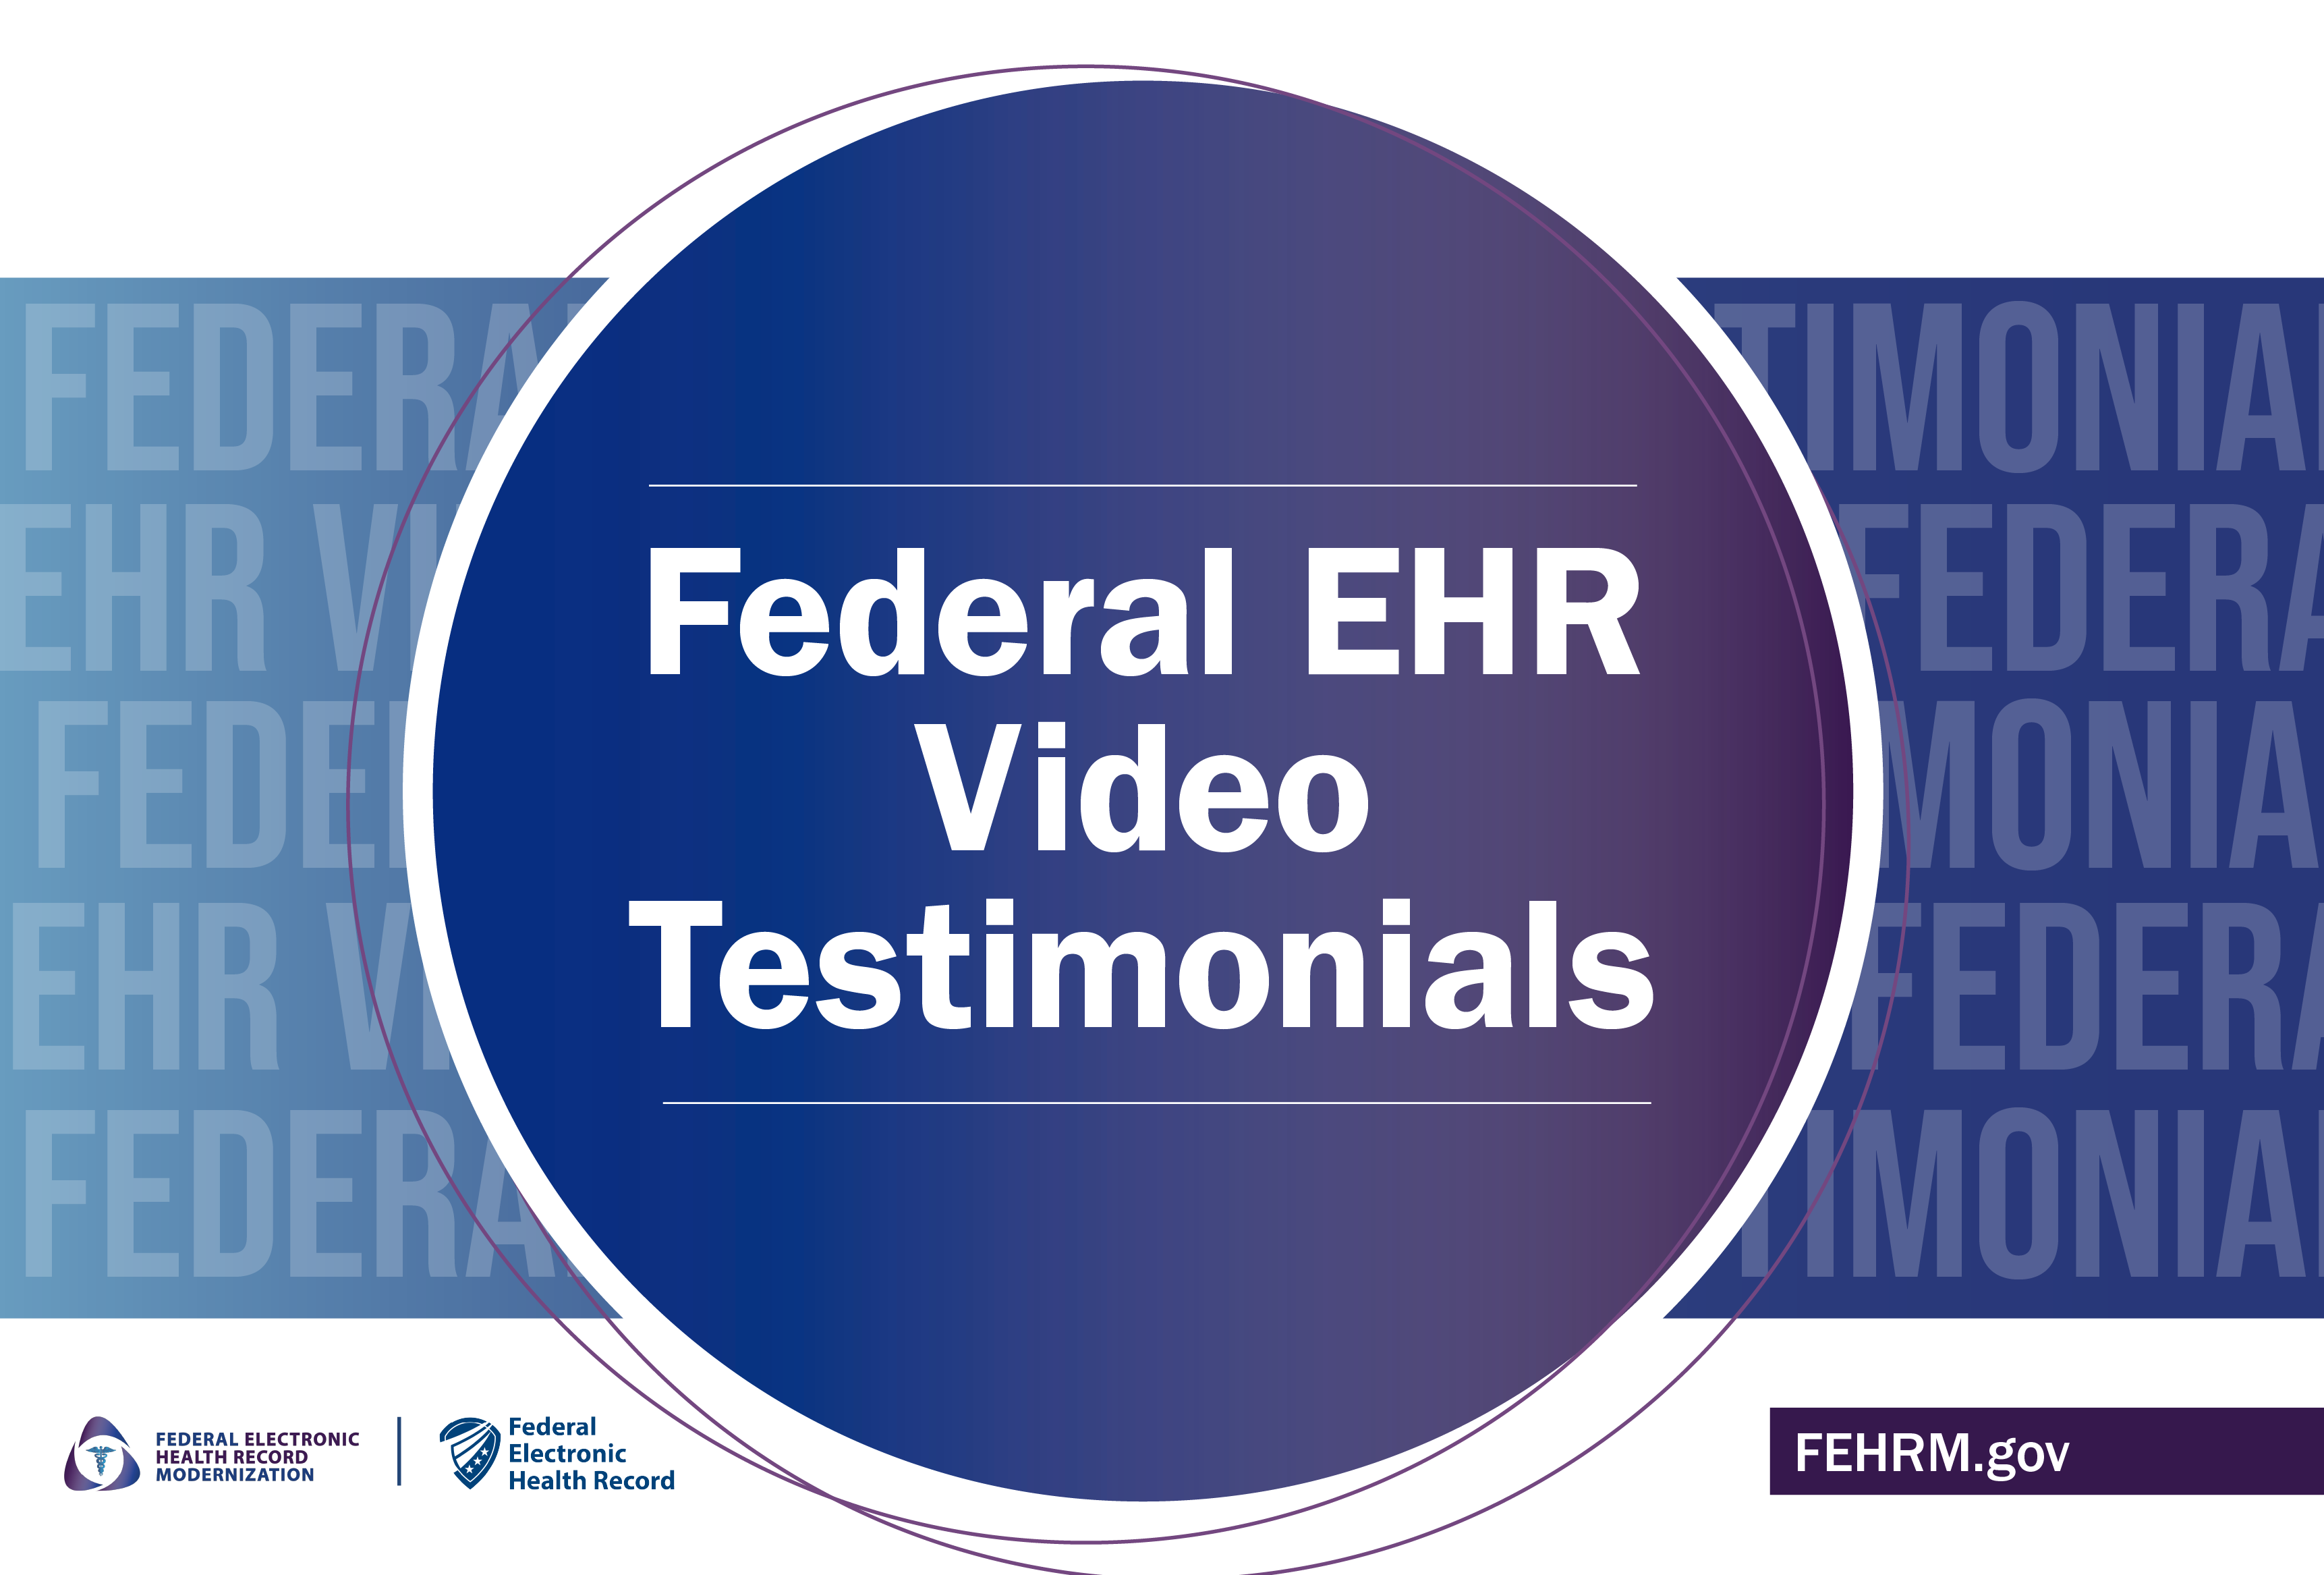 FEDERA
TIMONIA
EHR VI
FEDERA
FEDE
MONIA
EHR V
FEDERA
FEDERA
TIMONIA
Federal EHR
Video
Testimonials
FEDERAL ELECTRONIC
HEALTH RECORD
MODERNIZATION
Federal
Electronic
Health Record
FEHRM.gov